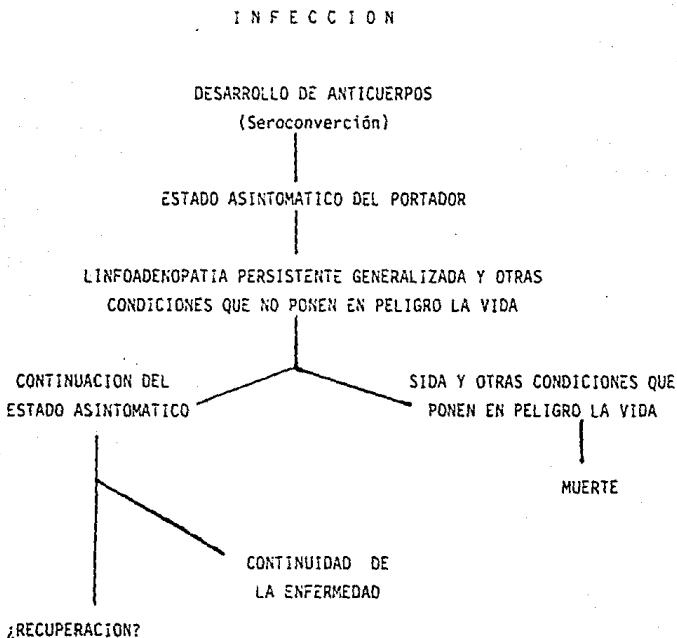 I N F E C C I O N
DESARROLLO DE ANTICUERPOS
(Seroconverción)
ESTADO ASINTOMATICO DEL PORTADOR
LINFOADENOPATIA PERSISTENTE GENERALIZADA Y OTRAS
CONDICIONES QUE NO PONEN EN PELIGRO LA VIDA
CONTINUACION DEL
ESTADO ASINTOMATICO
SIDA Y OTRAS CONDICIONES QUE
PONEN EN PELIGRO LA VIDA
MUERTE
CONTINUIDAD DE
LA ENFERMEDAD
¿RECUPERACION?